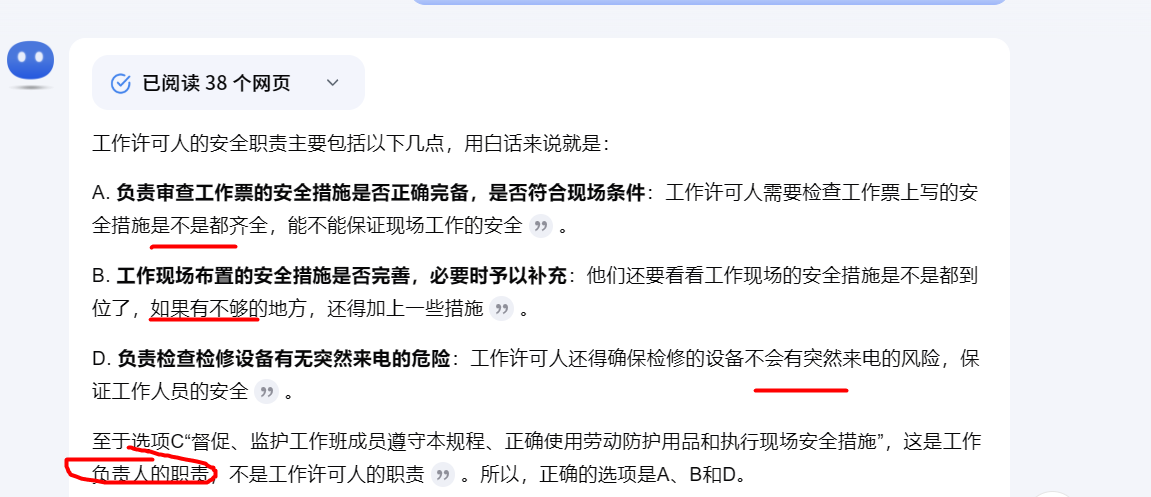 已阅读 38 个网页
工作许可人的安全职责主要包括以下几点，用白话来说就是：
A. 负责审查工作票的安全措施是否正确完备，是否符合现场条件：工作许可人需要检查工作票上写的安
全措施是不是都齐全，能不能保证现场工作的安全 ” 。
B. 工作现场布置的安全措施是否完善，必要时予以补充：他们还要看看工作现场的安全措施是不是都到
位了，如果有不够的地方，还得加上一些措施 ” 。
D. 负责检查检修设备有无突然来电的危险：工作许可人还得确保检修的设备不会有突然来电的风险，保
证工作人员的安全 ” 。
至于选项C“督促、监护工作班成员遵守本规程、正确使用劳动防护用品和执行现场安全措施”，这是工作
负责人的职责，不是工作许可人的职责 ” 。所以，正确的选项是A、B和D。